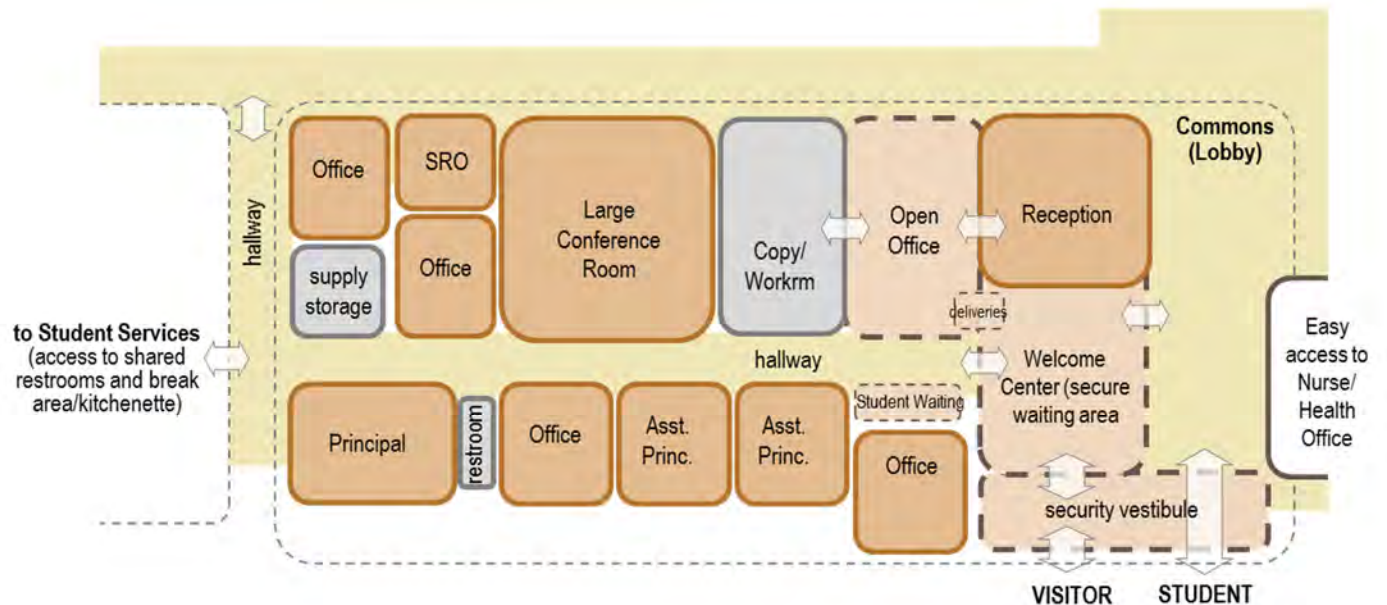 Commons
(Lobby)
Office
SRO
Large
Conference
Room
Copy/
Workrm
Open
Office
Reception
hallway
supply
storage
Office
deliveries
to Student Services
(access to shared
restrooms and break
area/kitchenette)
hallway
Welcome
Center (secure
waiting area
Easy
access to
Nurse/
Health
Office
Principal
restroom
Office
Asst.
Princ.
Asst.
Princ.
Student Waiting
Office
security vestibule
VISITOR
STUDENT